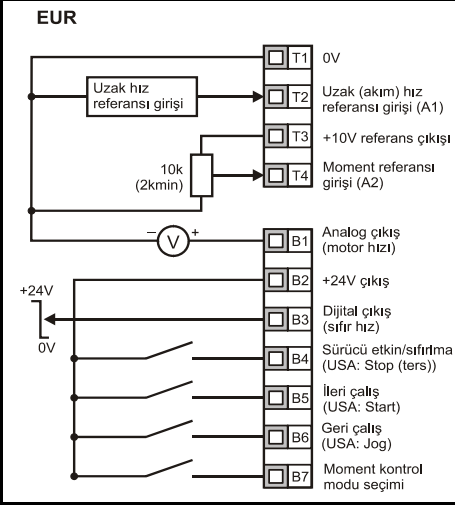 EUR
T1 0V
Uzak hız
referansı girişi
T2 Uzak (akım) hız
referansı girişi (A1)
T3 +10V referans çıkışı
10k
(2kmin)
T4 Moment referansı
girişi (A2)
– V +
B1 Analog çıkış
(motor hızı)
B2 +24V çıkış
+24V
0V
B3 Dijital çıkış
(sıfır hız)
B4 Sürücü etkin/sıfırlma
(USA: Stop (ters))
B5 İleri çalış
(USA: Start)
B6 Geri çalış
(USA: Jog)
B7 Moment kontrol
modu seçimi